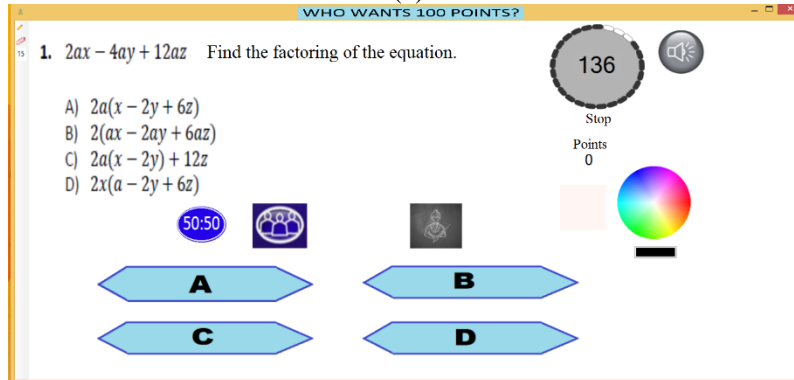 WHO WANTS 100 POINTS?
15
1. 2ax – 4ay + 12az Find the factoring of the equation.
136
A) 2a(x – 2y + 6z)
B) 2(ax – 2ay + 6az)
C) 2a(x – 2y) + 12z
D) 2x(a – 2y + 6z)
Stop
Points
0
50:50
A
B
C
D